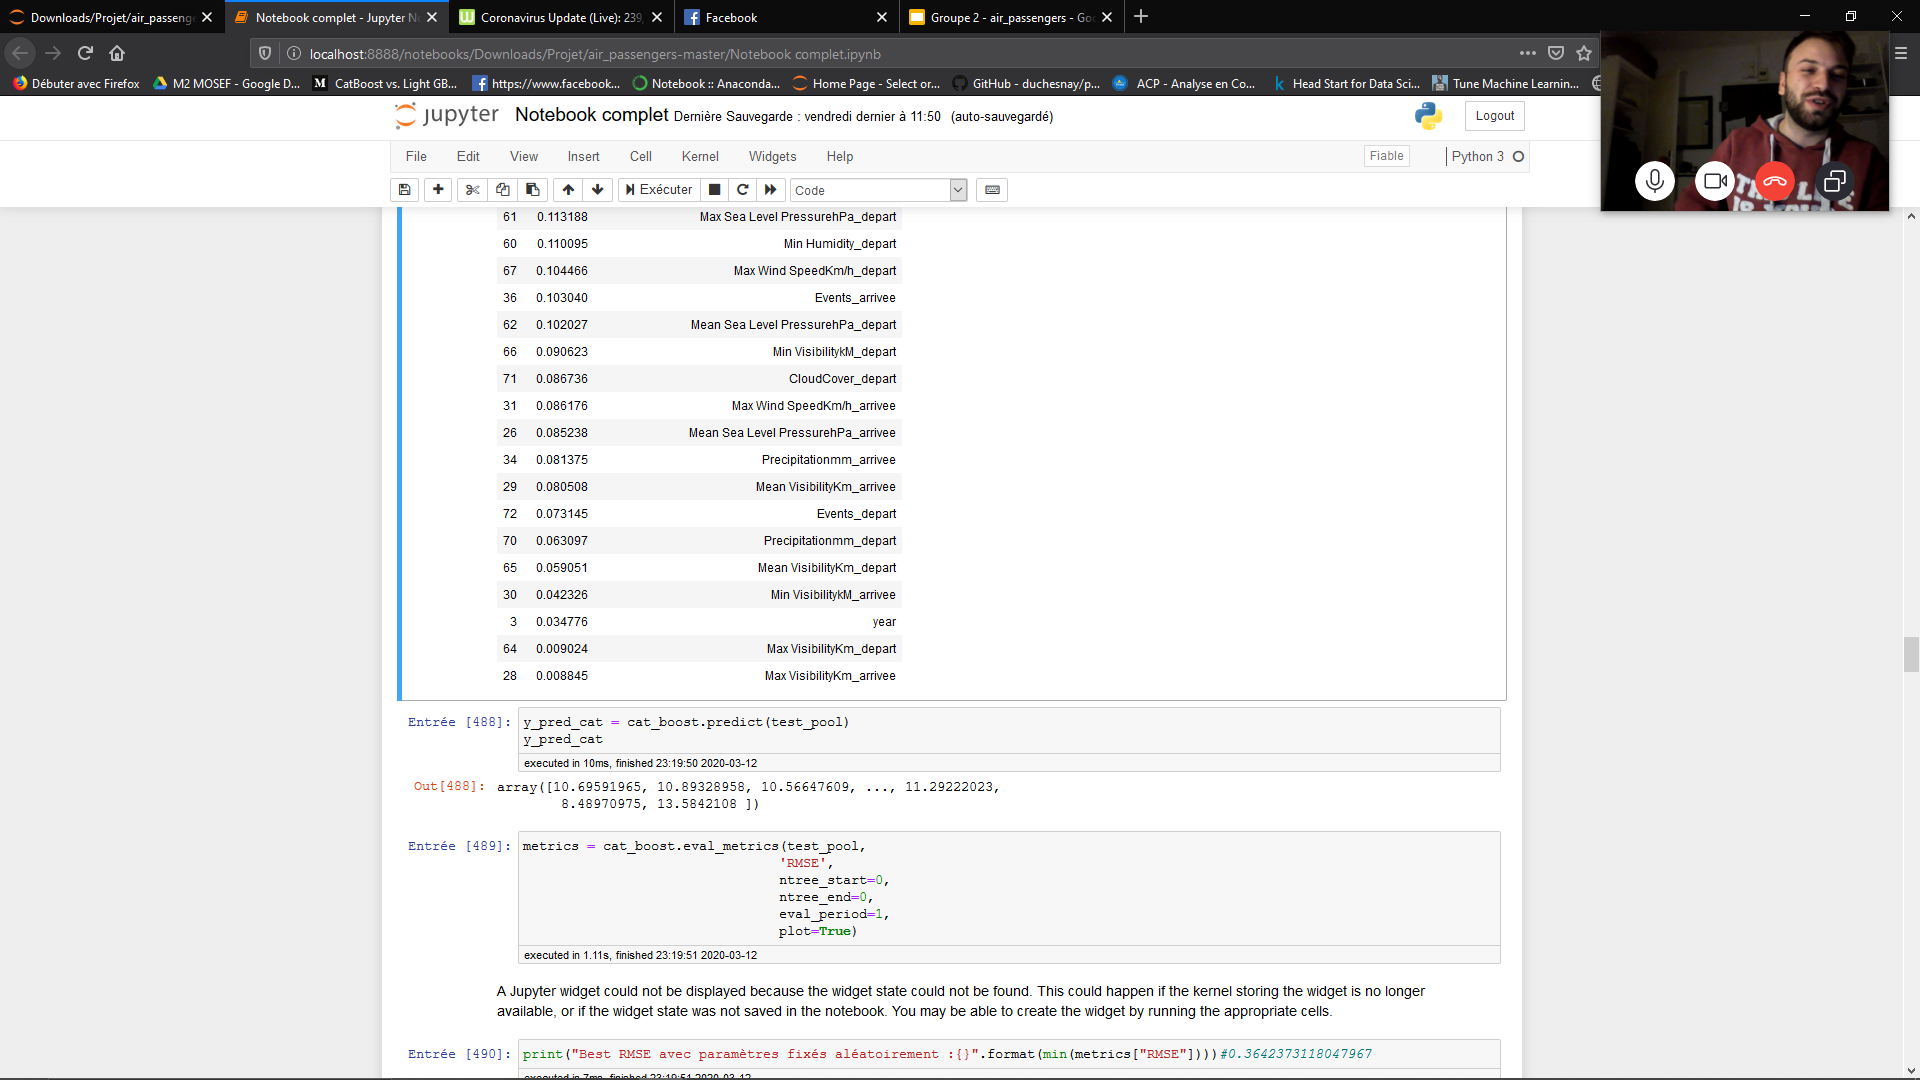 Downloads/Projet/air_passeng
Notebook complet - Jupyter N
Coronavirus Update (Live): 239,
Facebook
Groupe 2 - air_passengers - Go
localhost:8888/notebooks/Downloads/Projet/air_passengers-master/Notebook complet.ipynb
Débuter avec Firefox
M2 MOSEF - Google D...
CatBoost vs. Light GB...
https://www.facebook...
Notebook :: Anaconda...
Home Page - Select or...
GitHub - duchesnay/p...
ACP - Analyse en Co...
Head Start for Data Sci...
Tune Machine Learnin...
jupyter Notebook complet Dernière Sauvegarde : vendredi dernier à 11:50 (auto-sauvegardé)
Logout
File Edit View Insert Cell Kernel Widgets Help
Fiable
Python 3
Exécuter
Code
61 0.113188 Max Sea Level PressurehPa_depart
60 0.110095 Min Humidity_depart
67 0.104466 Max Wind SpeedKm/h_depart
36 0.103040 Events_arrivee
62 0.102027 Mean Sea Level PressurehPa_depart
66 0.090623 Min VisibilitykM_depart
71 0.086736 CloudCover_depart
31 0.086176 Max Wind SpeedKm/h_arrivee
26 0.085238 Mean Sea Level PressurehPa_arrivee
34 0.081375 Precipitationmm_arrivee
29 0.080508 Mean VisibilityKm_arrivee
72 0.073145 Events_depart
70 0.063097 Precipitationmm_depart
65 0.059051 Mean VisibilityKm_depart
30 0.042326 Min VisibilitykM_arrivee
3 0.034776 year
64 0.009024 Max VisibilityKm_depart
28 0.008845 Max VisibilityKm_arrivee
Entrée [488]: y_pred_cat = cat_boost.predict(test_pool)
y_pred_cat
executed in 10ms, finished 23:19:50 2020-03-12
Out[488]: array([10.69591965, 10.89328958, 10.56647609, ..., 11.29222023,
8.48970975, 13.5842108 ])
Entrée [489]: metrics = cat_boost.eval_metrics(test_pool,
'RMSE',
ntree_start=0,
ntree_end=0,
eval_period=1,
plot=True)
executed in 1.11s, finished 23:19:51 2020-03-12
A Jupyter widget could not be displayed because the widget state could not be found. This could happen if the kernel storing the widget is no longer
available, or if the widget state was not saved in the notebook. You may be able to create the widget by running the appropriate cells.
Entrée [490]: print("Best RMSE avec paramètres fixés aléatoirement :{}".format(min(metrics["RMSE"])))#0.3642373118047967
executed in 7ms, finished 23:19:51 2020-03-12